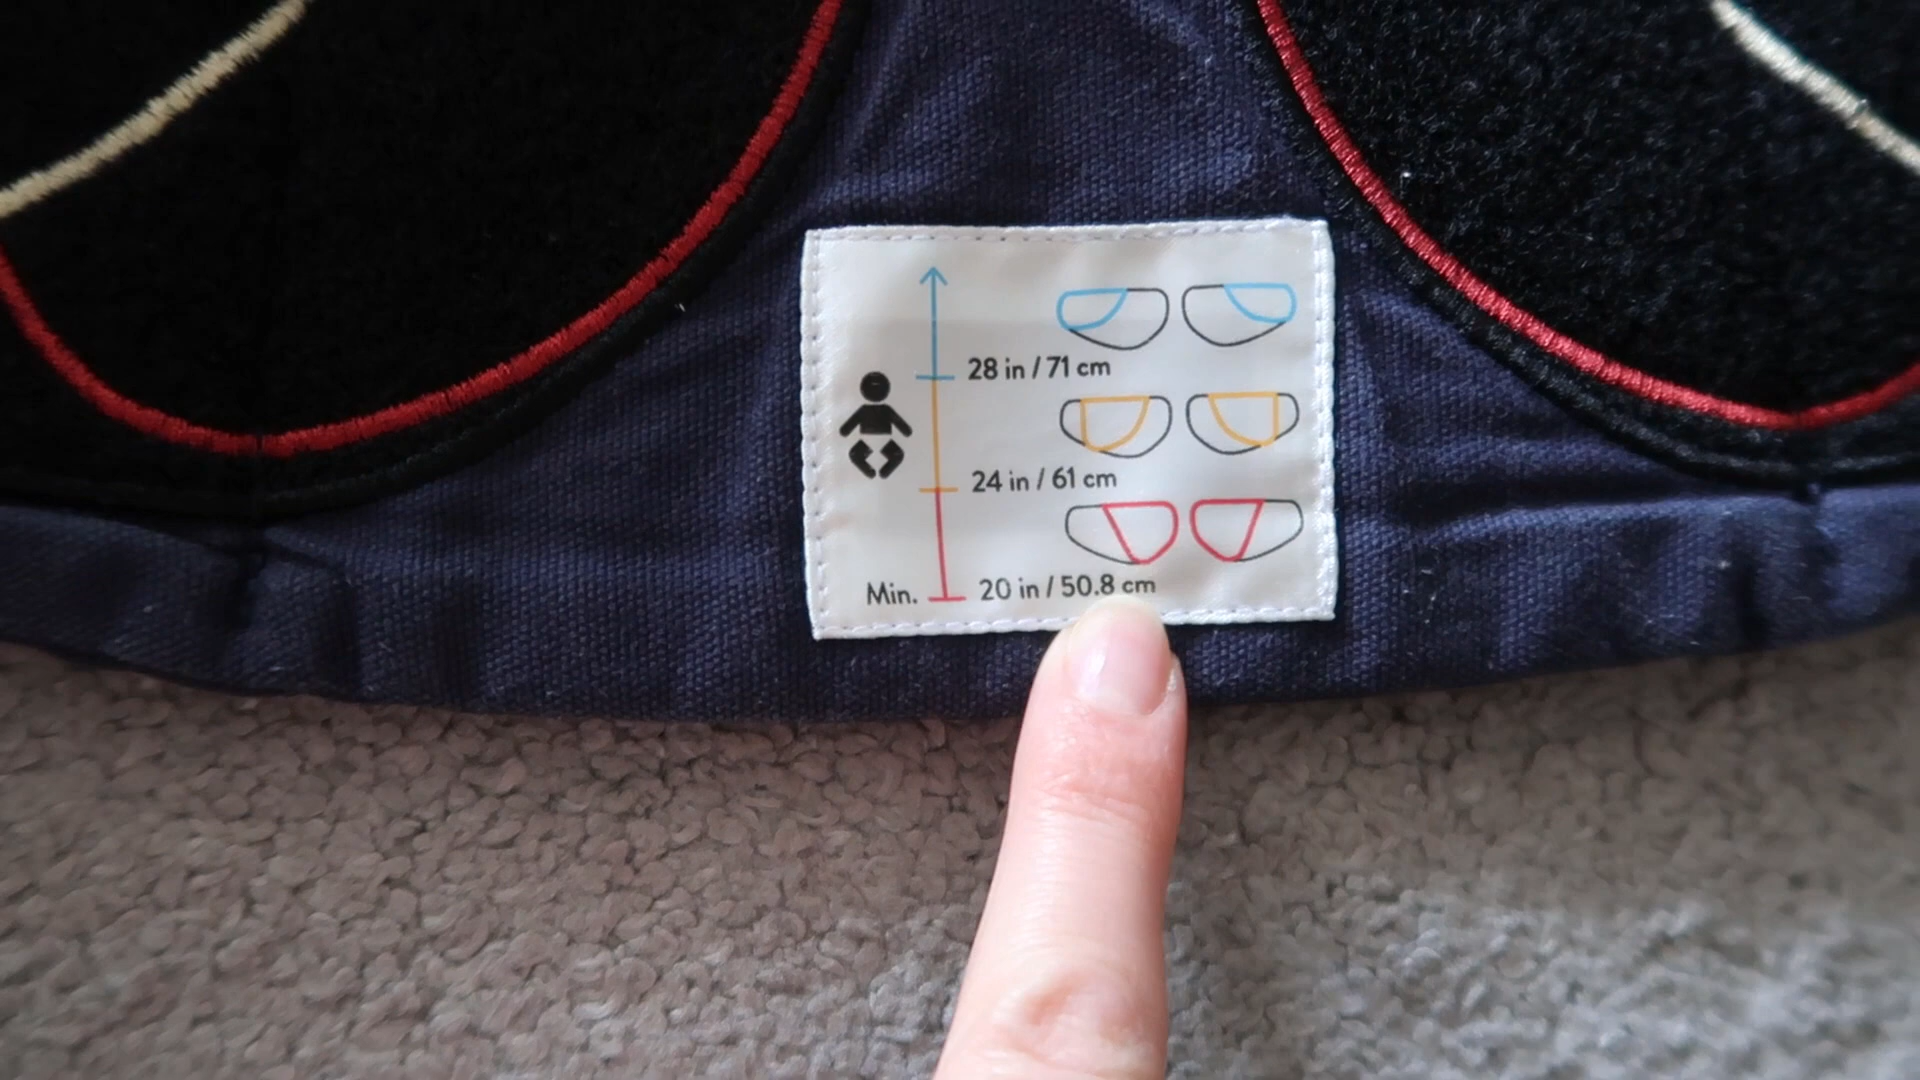 28 in / 71 cm
24 in / 61 cm
Min. 20 in / 50.8 cm